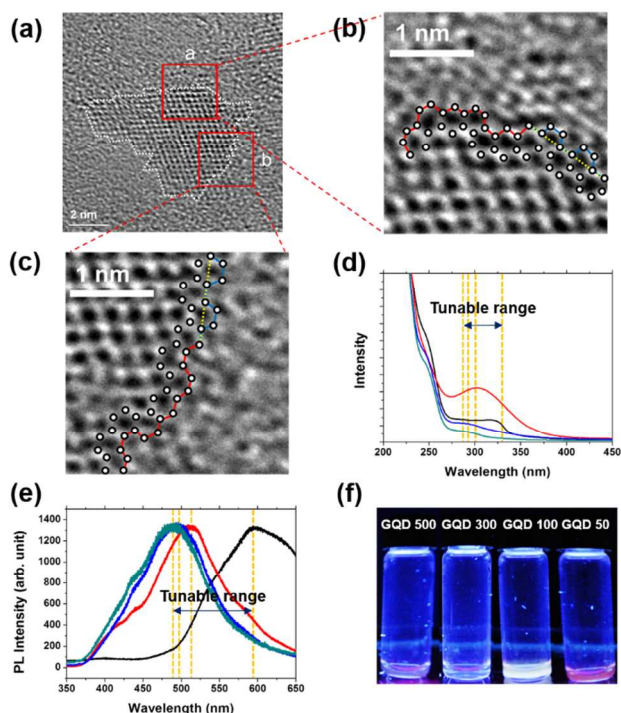 (a)
a
b
2 nm
(b)
1 nm
(c)
1 nm
(d)
Tunable range
Intensity
200 250 300 350 400 450
Wavelength (nm)
(e)
1400
1200
1000
800
600
400
200
0
PL Intensity (arb. unit)
Tunable range
350 400 450 500 550 600 650
Wavelength (nm)
(f)
GQD 500 GQD 300 GQD 100 GQD 50